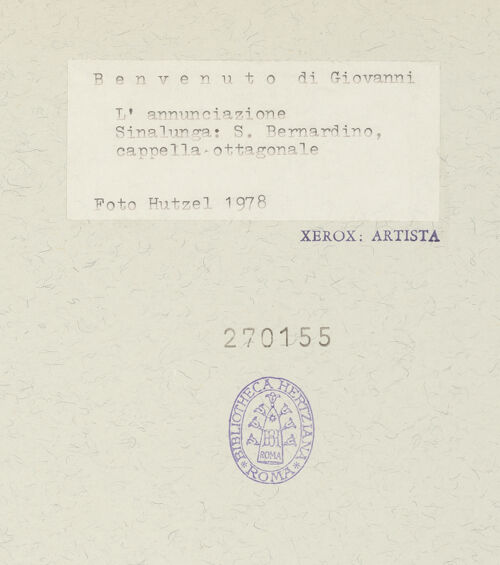 Benvenuto di Giovanni
L' annunciazione
Sinalunga: S. Bernardino,
cappella ottagonale
Foto Hutzel 1978
XEROX: ARTISTA
270155
BIBLIOTHECA HERTZIANA
BH
ROMA
ROMA